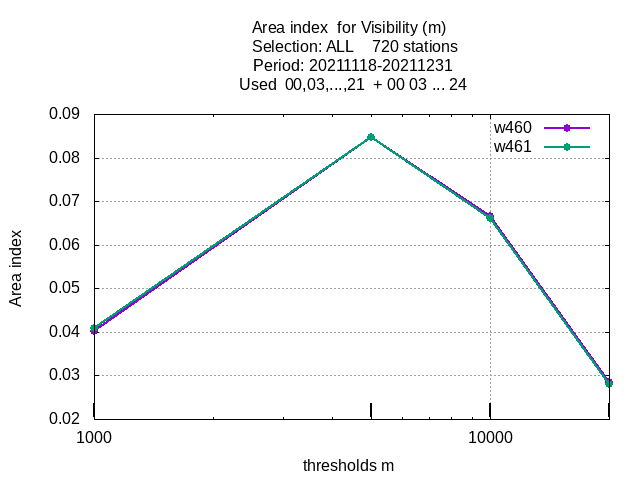 Area index  for Visibility (m)
Selection: ALL    720 stations
Period: 20211118-20211231
Used  00,03,...,21  + 00 03 ... 24
w460
w461
0.09
0.08
0.07
0.06
0.05
0.04
0.03
0.02
Area index
1000
10000
thresholds m